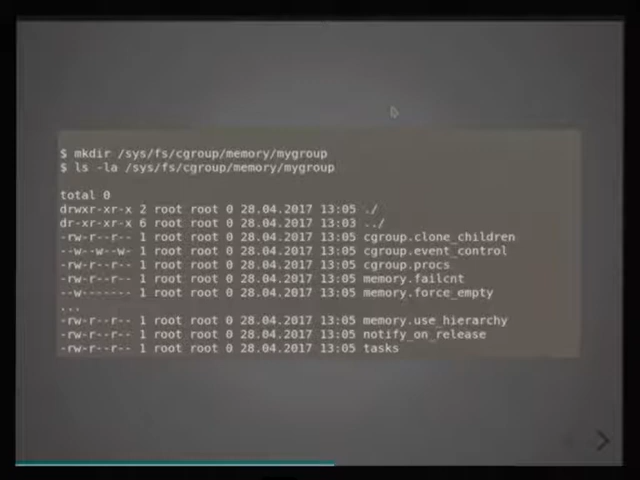 $ mkdir /sys/fs/cgroup/memory/mygroup
$ ls -la /sys/fs/cgroup/memory/mygroup
total 0
drwxr-xr-x 2 root root 0 28.04.2017 13:05 ./
dr-xr-xr-x 6 root root 0 28.04.2017 13:03 ../
-rw-r--r-- 1 root root 0 28.04.2017 13:05 cgroup.clone_children
--w--w--w- 1 root root 0 28.04.2017 13:05 cgroup.event_control
-rw-r--r-- 1 root root 0 28.04.2017 13:05 cgroup.procs
-rw-r--r-- 1 root root 0 28.04.2017 13:05 memory.failcnt
--w------- 1 root root 0 28.04.2017 13:05 memory.force_empty
...
-rw-r--r-- 1 root root 0 28.04.2017 13:05 memory.use_hierarchy
-rw-r--r-- 1 root root 0 28.04.2017 13:05 notify_on_release
-rw-r--r-- 1 root root 0 28.04.2017 13:05 tasks